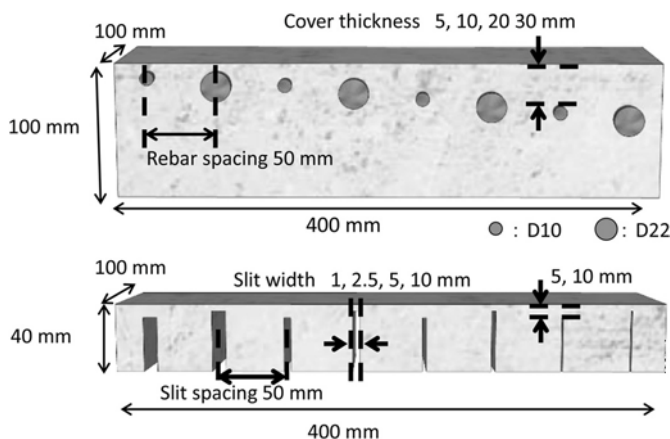 Cover thickness 5, 10, 20 30 mm
100 mm
100 mm
Rebar spacing 50 mm
400 mm
: D10
: D22
100 mm
Slit width 1, 2.5, 5, 10 mm
5, 10 mm
40 mm
Slit spacing 50 mm
400 mm